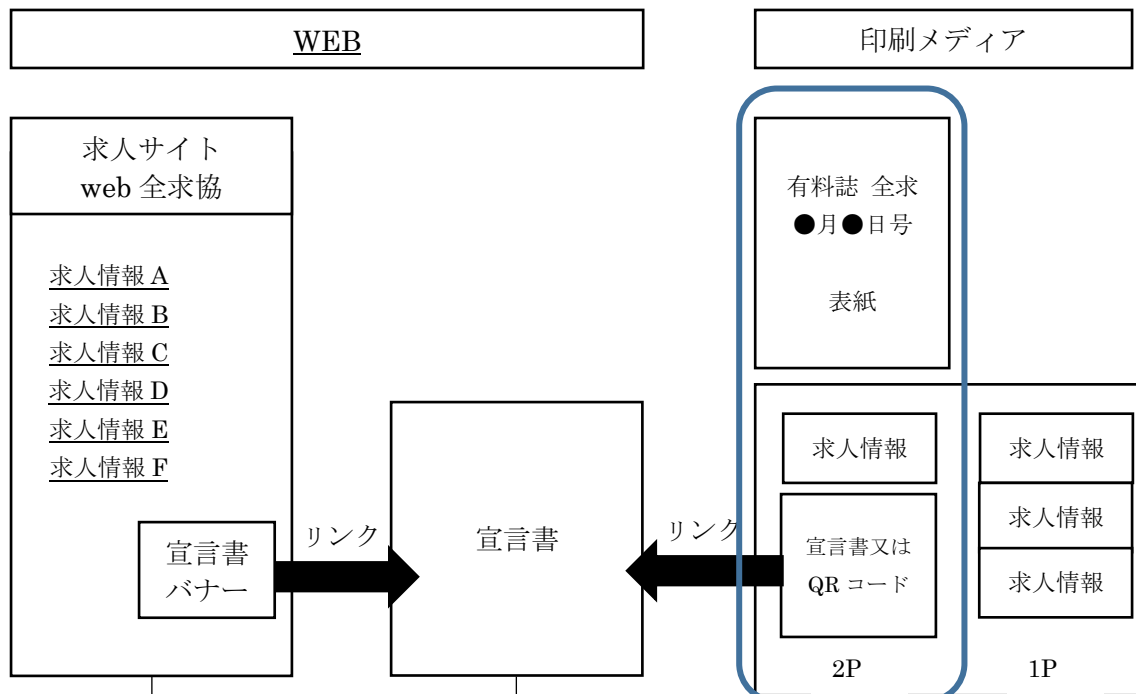 WEB
印刷メディア
求人サイト
web 全求協
求人情報 A
求人情報 B
求人情報 C
求人情報 D
求人情報 E
求人情報 F
宣言書
バナー
リンク
宣言書
リンク
有料誌 全求
●月●日号
表紙
求人情報
宣言書又は
QR コード
2P
求人情報
求人情報
求人情報
1P